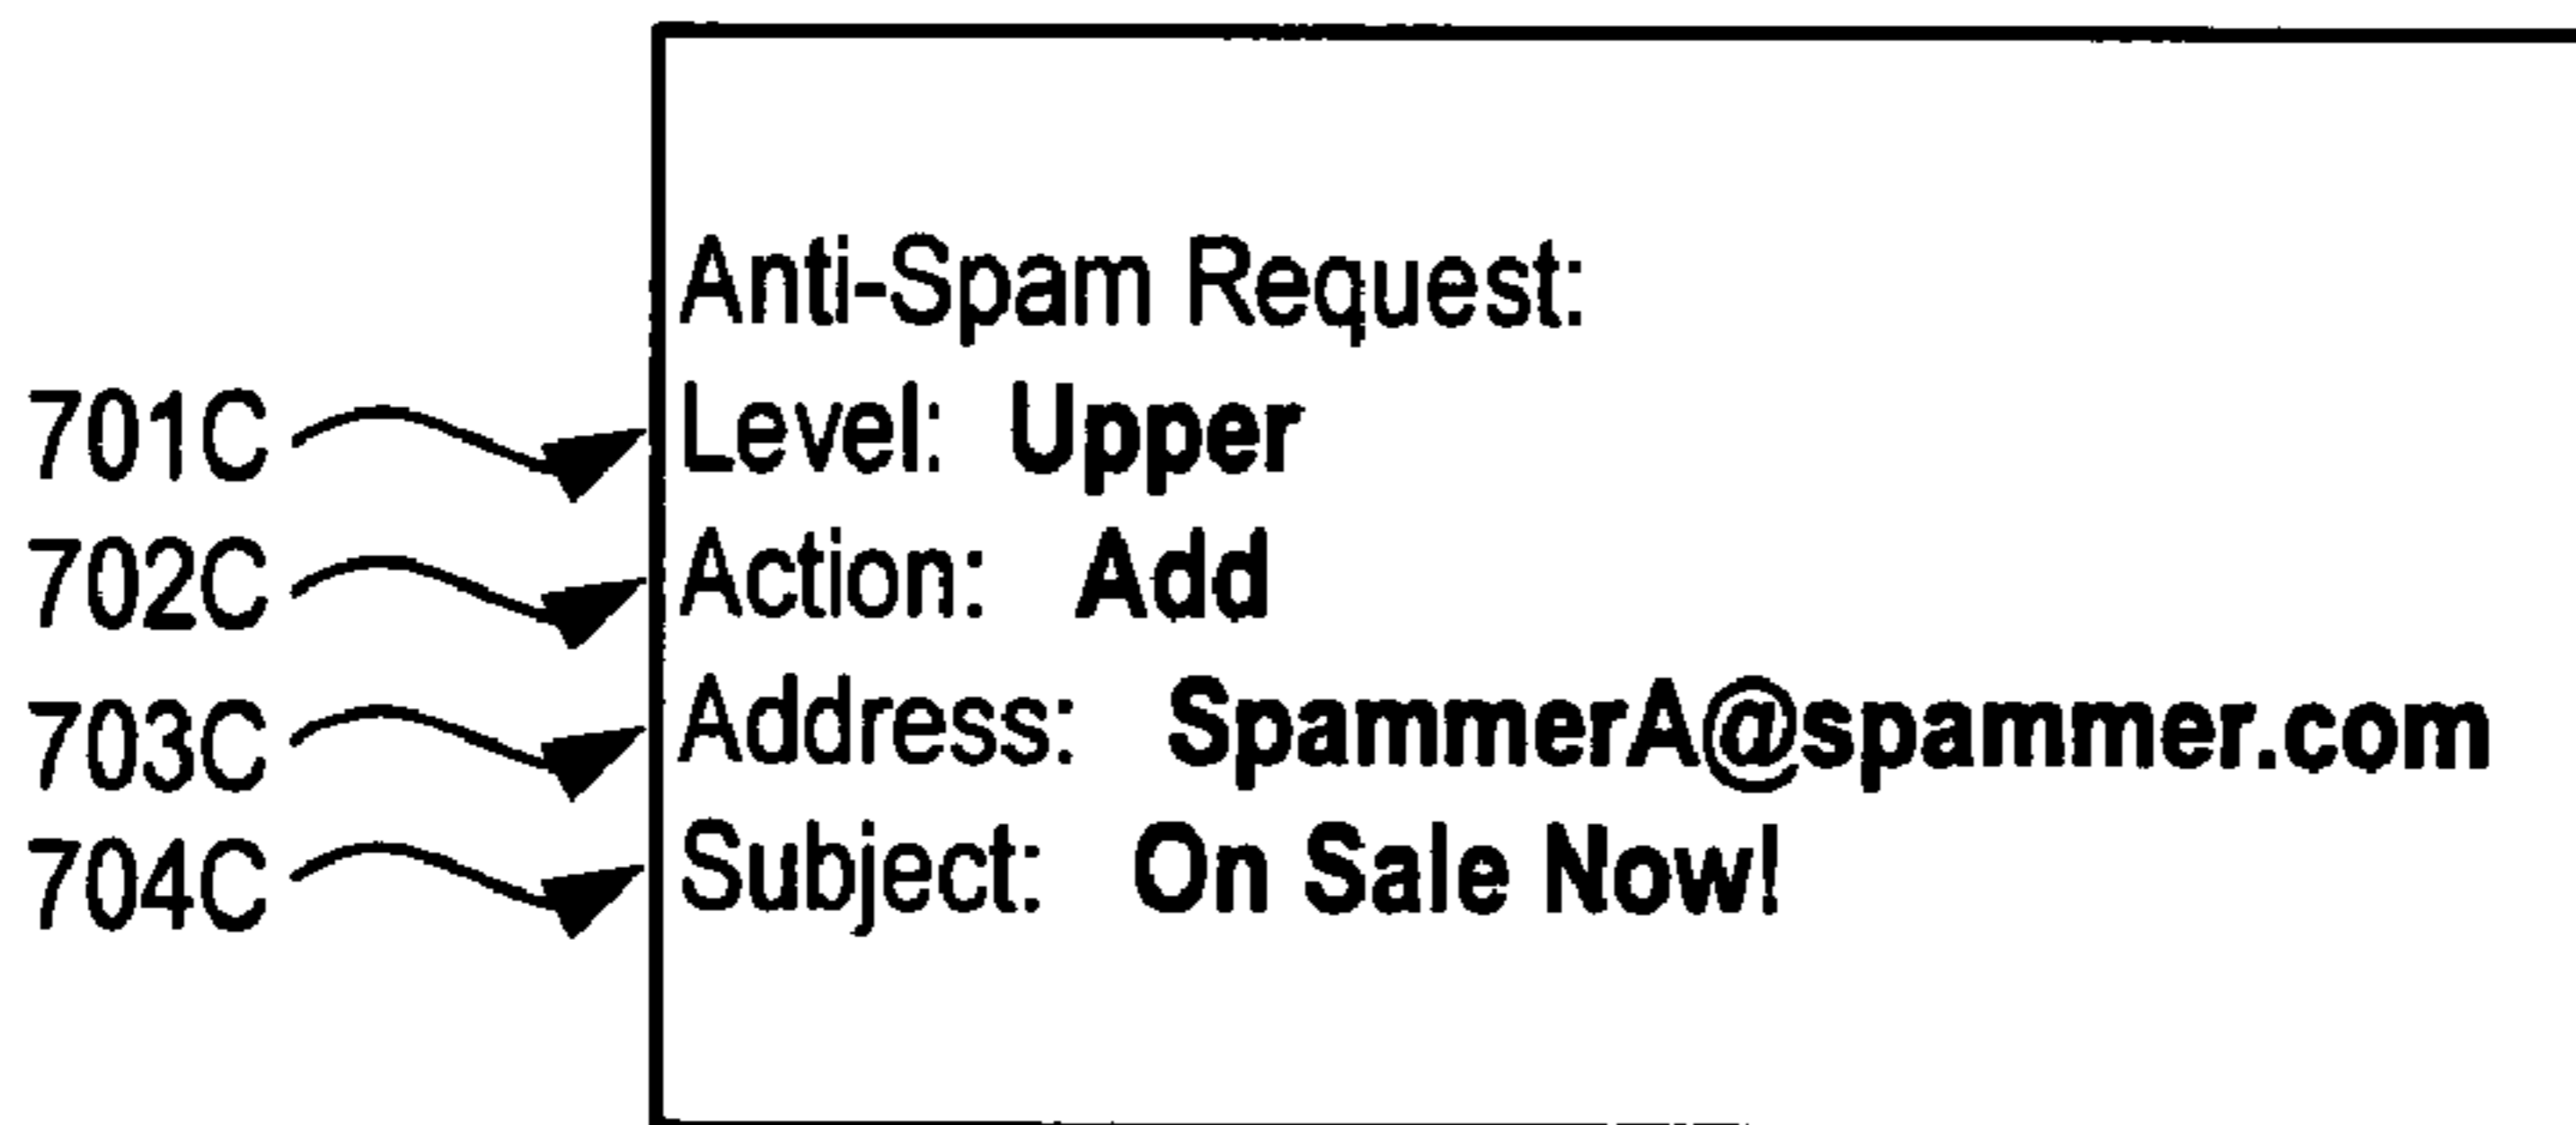 Anti-Spam Request:
701C Level: Upper
702C Action: Add
703C Address: SpammerA@spammer.com
704C Subject: On Sale Now!